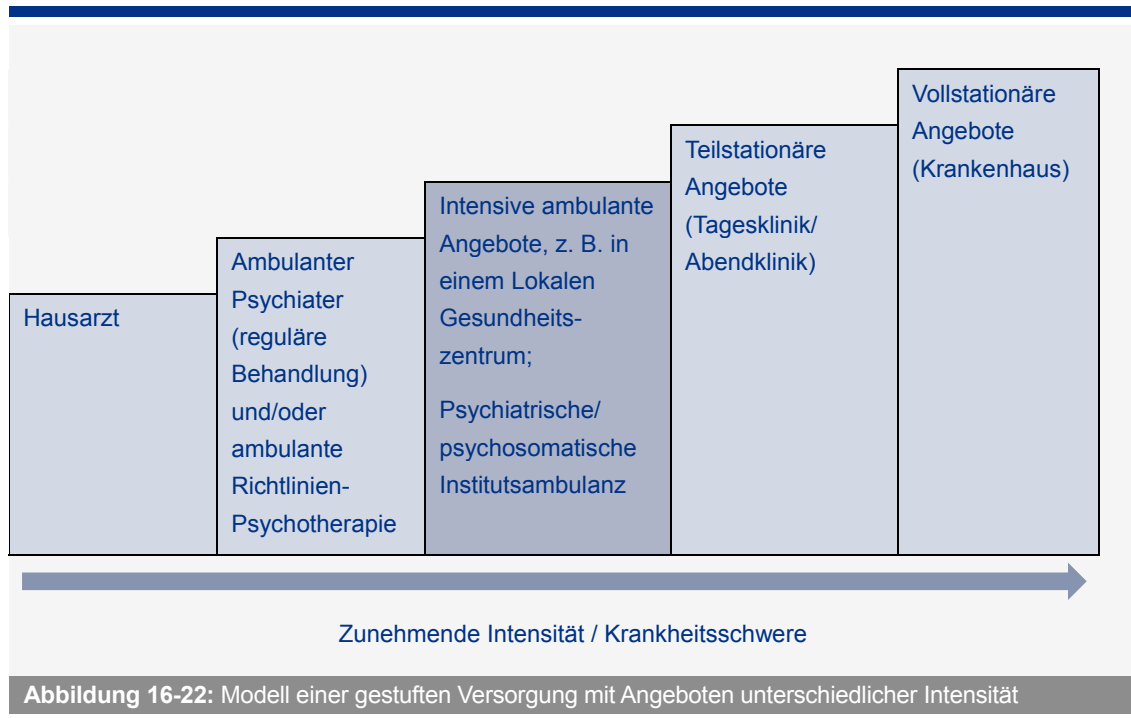 Hausarzt
Ambulanter
Psychiater
(reguläre
Behandlung)
und/oder
ambulante
Richtlinien-
Psychotherapie
Intensive ambulante
Angebote, z. B. in
einem Lokalen
Gesundheits-
zentrum;
Psychiatrische/
psychosomatische
Institutsambulanz
Teilstationäre
Angebote
(Tagesklinik/
Abendklinik)
Vollstationäre
Angebote
(Krankenhaus)
Zunehmende Intensität / Krankheitsschwere
Abbildung 16-22: Modell einer gestuften Versorgung mit Angeboten unterschiedlicher Intensität